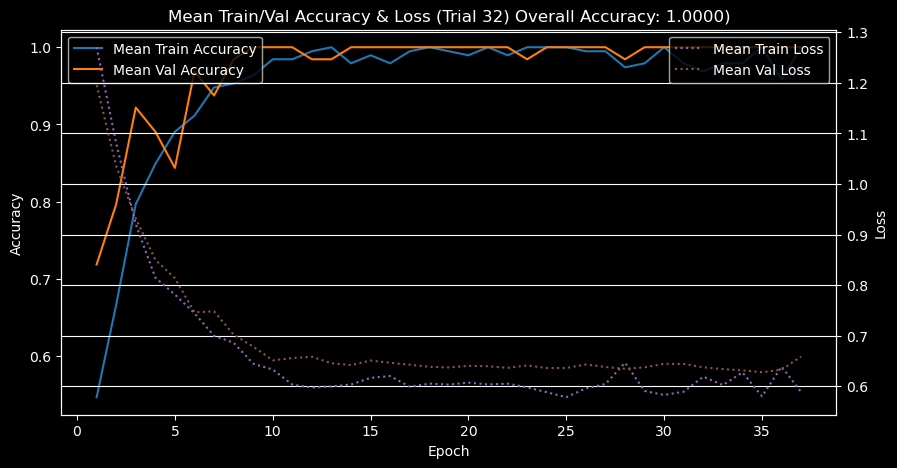 Mean Train/Val Accuracy & Loss (Trial 32) Overall Accuracy: 1.0000)
Mean Train Accuracy
Mean Val Accuracy
Mean Train Loss
Mean Val Loss
1.0
0.9
0.8
0.7
0.6
Accuracy
1.3
1.2
1.1
1.0
0.9
0.8
0.7
0.6
Loss
0 5 10 15 20 25 30 35
Epoch